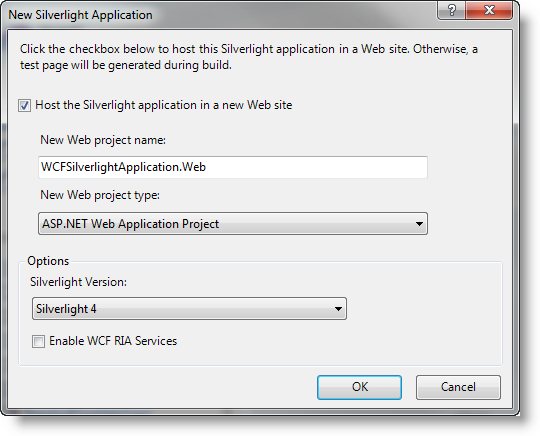 New Silverlight Application
?
Click the checkbox below to host this Silverlight application in a Web site. Otherwise, a
test page will be generated during build.
Host the Silverlight application in a new Web site
New Web project name:
WCFSilverlightApplication.Web
New Web project type:
ASP.NET Web Application Project
Options
Silverlight Version:
Silverlight 4
Enable WCF RIA Services
OK Cancel